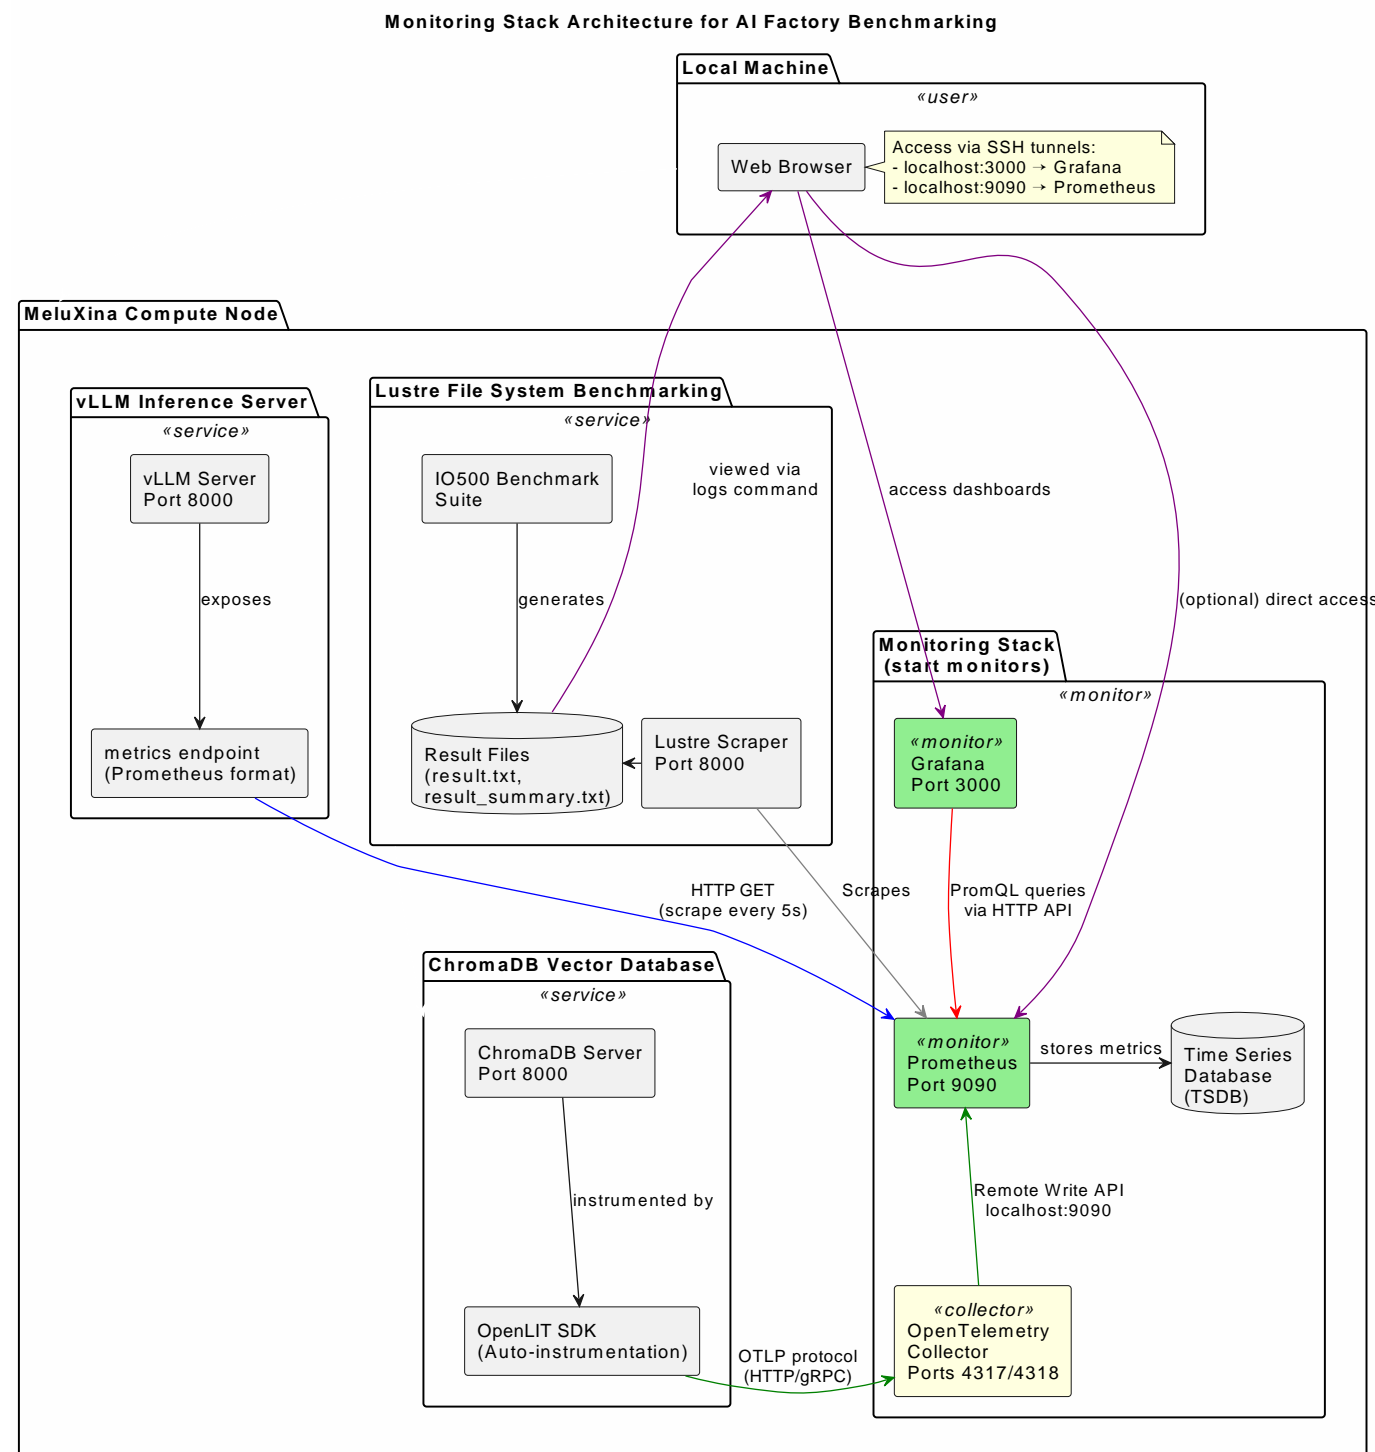 Monitoring Stack Architecture for AI Factory Benchmarking
Local Machine
«user»
Web Browser
Access via SSH tunnels:
- localhost:3000 → Grafana
- localhost:9090 → Prometheus
MeluXina Compute Node
vLLM Inference Server
«service»
vLLM Server
Port 8000
exposes
metrics endpoint
(Prometheus format)
Lustre File System Benchmarking
«service»
IO500 Benchmark
Suite
viewed via
logs command
generates
Result Files
(result.txt,
result_summary.txt)
Lustre Scraper
Port 8000
access dashboards
(optional) direct access
Monitoring Stack
(start monitors)
«monitor»
«monitor»
Grafana
Port 3000
HTTP GET
(scrape every 5s)
Scrapes
PromQL queries
via HTTP API
ChromaDB Vector Database
«service»
ChromaDB Server
Port 8000
instrumented by
OpenLIT SDK
(Auto-instrumentation)
OTLP protocol
(HTTP/gRPC)
«monitor»
Prometheus
Port 9090
stores metrics
Time Series
Database
(TSDB)
Remote Write API
localhost:9090
«collector»
OpenTelemetry
Collector
Ports 4317/4318